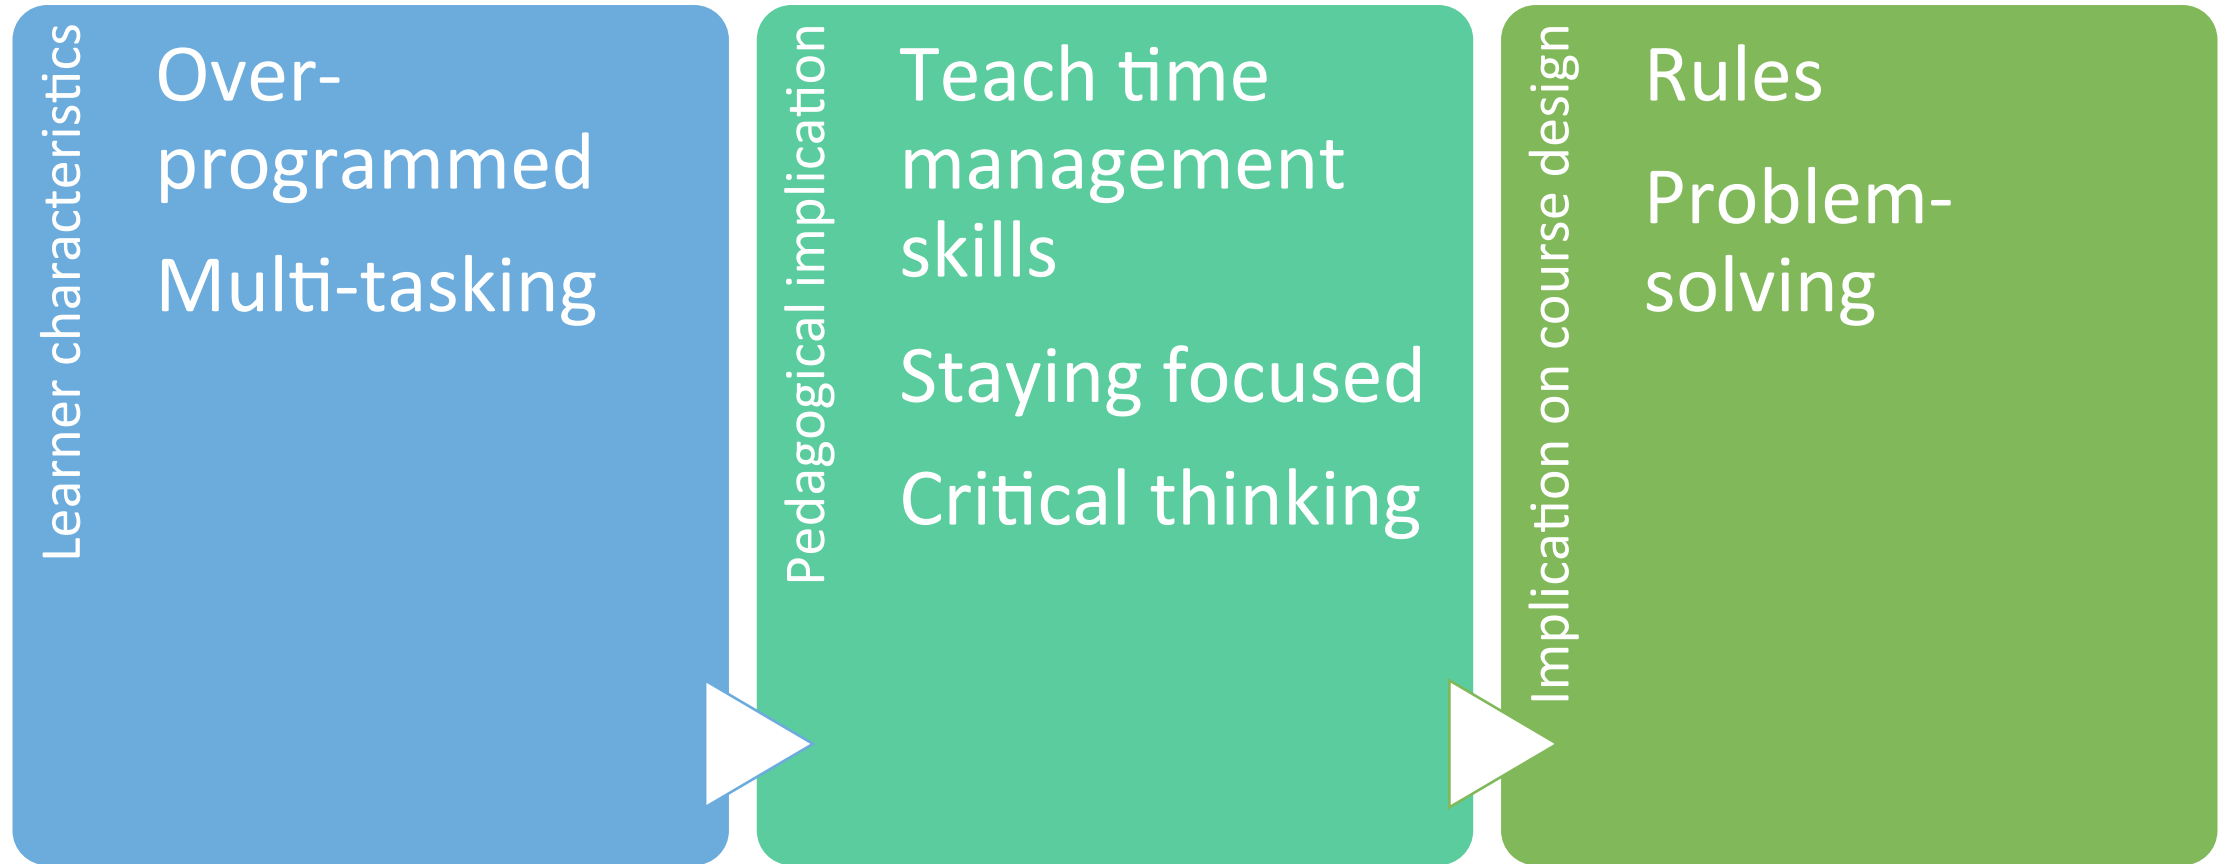 Learner characteristics
Over-
programmed
Multi-tasking
Pedagogical implication
Teach time
management
skills
Staying focused
Critical thinking
Implication on course design
Rules
Problem-
solving